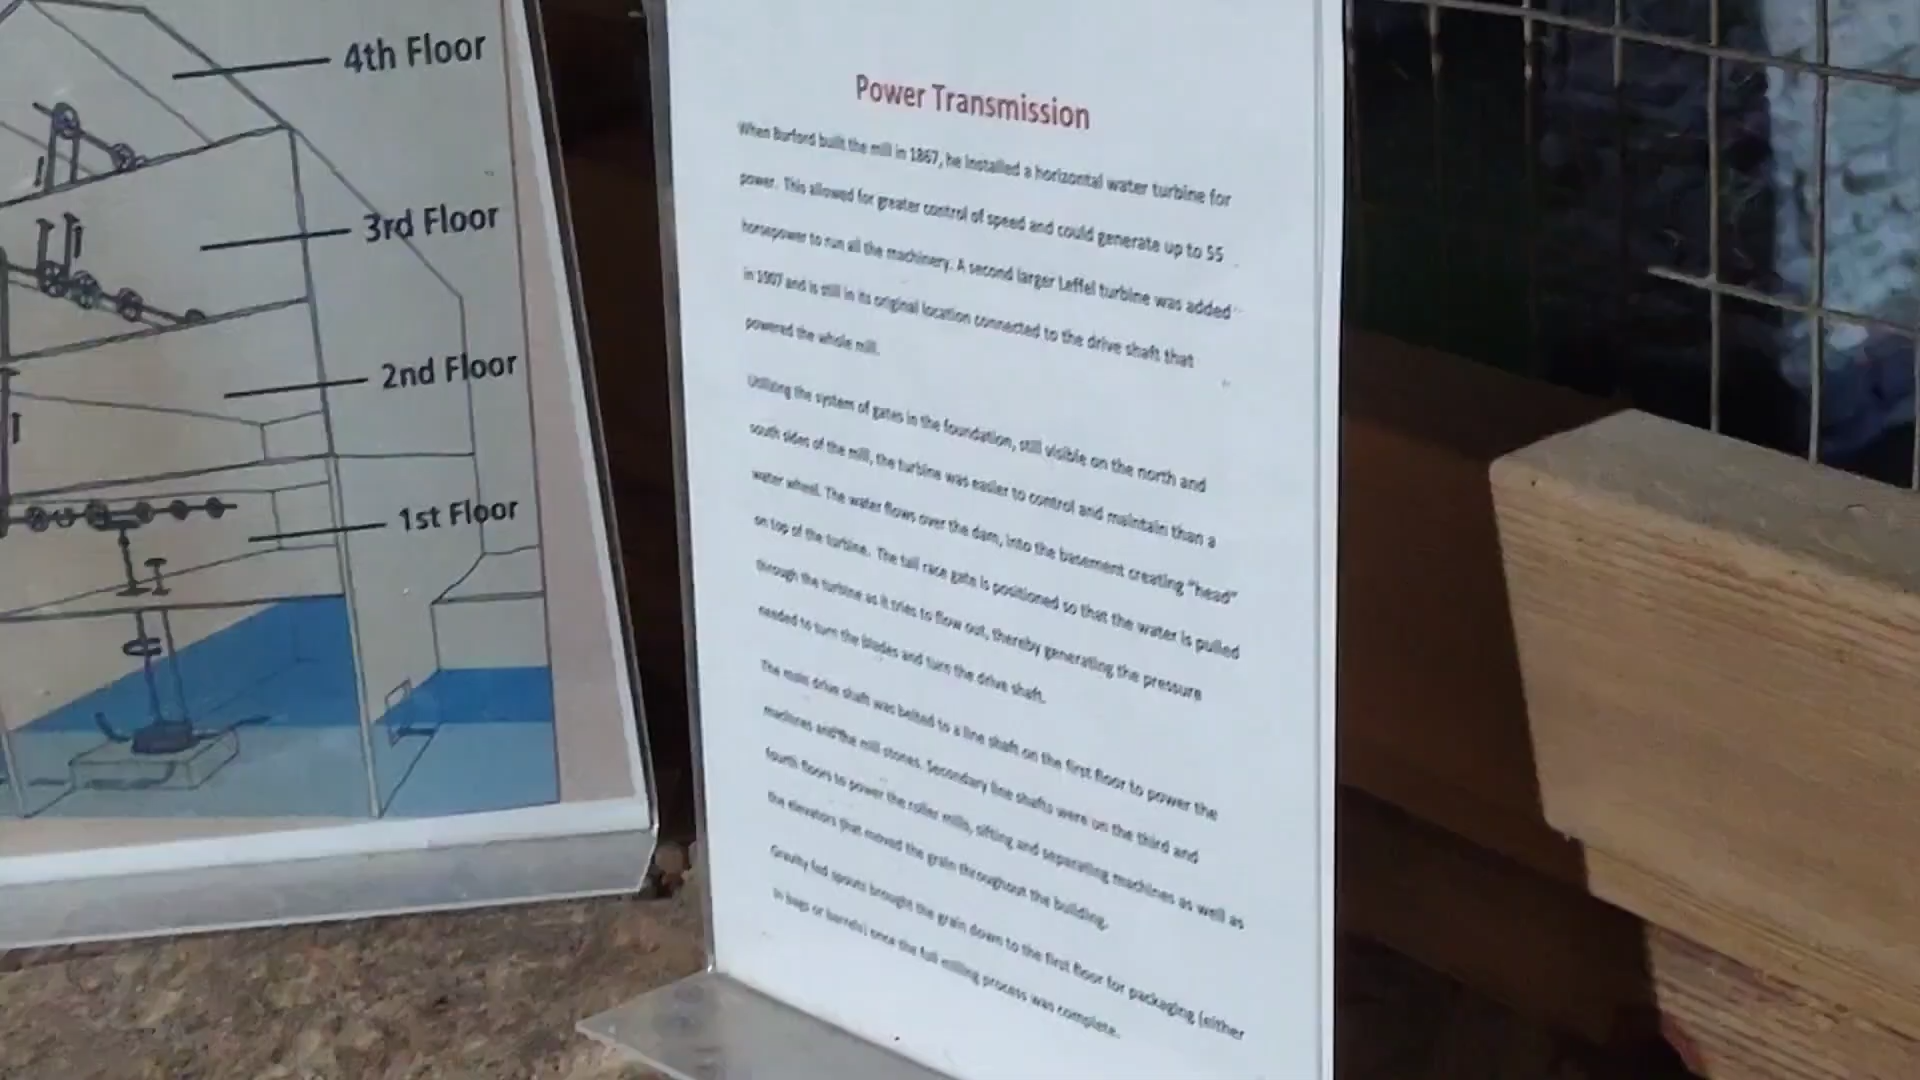 4th Floor
3rd Floor
2nd Floor
1st Floor
Power Transmission
When Burford built the mill in 1867, he installed a horizontal water turbine for
power. This allowed for greater control of speed and could generate up to 55
horsepower to run all the machinery. A second larger Leffel turbine was added
in 1907 and is still in its original location connected to the drive shaft that
powered the whole mill.
Utilizing the system of gates in the foundation, still visible on the north and
south sides of the mill, the turbine was easier to control and maintain than a
water wheel. The water flows over the dam, into the basement creating "head"
on top of the turbine. The tail race gate is positioned so that the water is pulled
through the turbine as it tries to flow out, thereby generating the pressure
needed to turn the blades and turn the drive shaft.
The main drive shaft was belted to a line shaft on the first floor to power the
machines and the mill stones. Secondary line shafts were on the third and
fourth floors to power the roller mills, sifting and separating machines as well as
the elevators that moved the grain throughout the building.
Gravity fed spouts brought the grain down to the first floor for packaging (either
in bags or barrels) once the full milling process was complete.